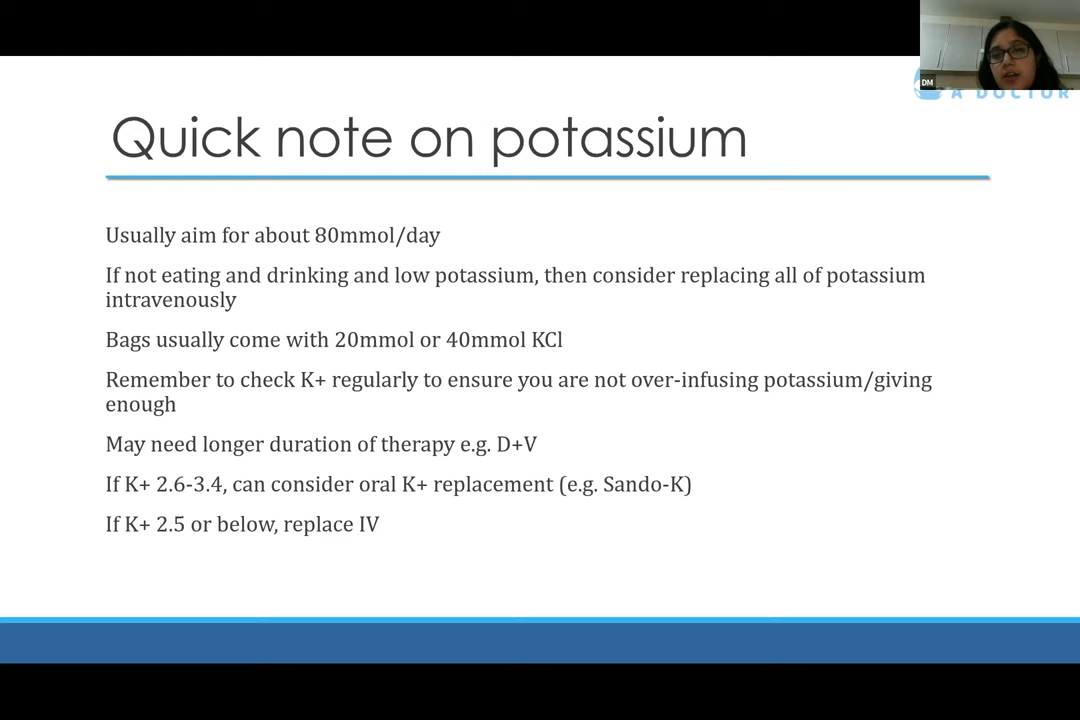 DM
A DOCTOR
Quick note on potassium
Usually aim for about 80mmol/day
If not eating and drinking and low potassium, then consider replacing all of potassium
intravenously
Bags usually come with 20mmol or 40mmol KCl
Remember to check K+ regularly to ensure you are not over-infusing potassium/giving
enough
May need longer duration of therapy e.g. D+V
If K+ 2.6-3.4, can consider oral K+ replacement (e.g. Sando-K)
If K+ 2.5 or below, replace IV